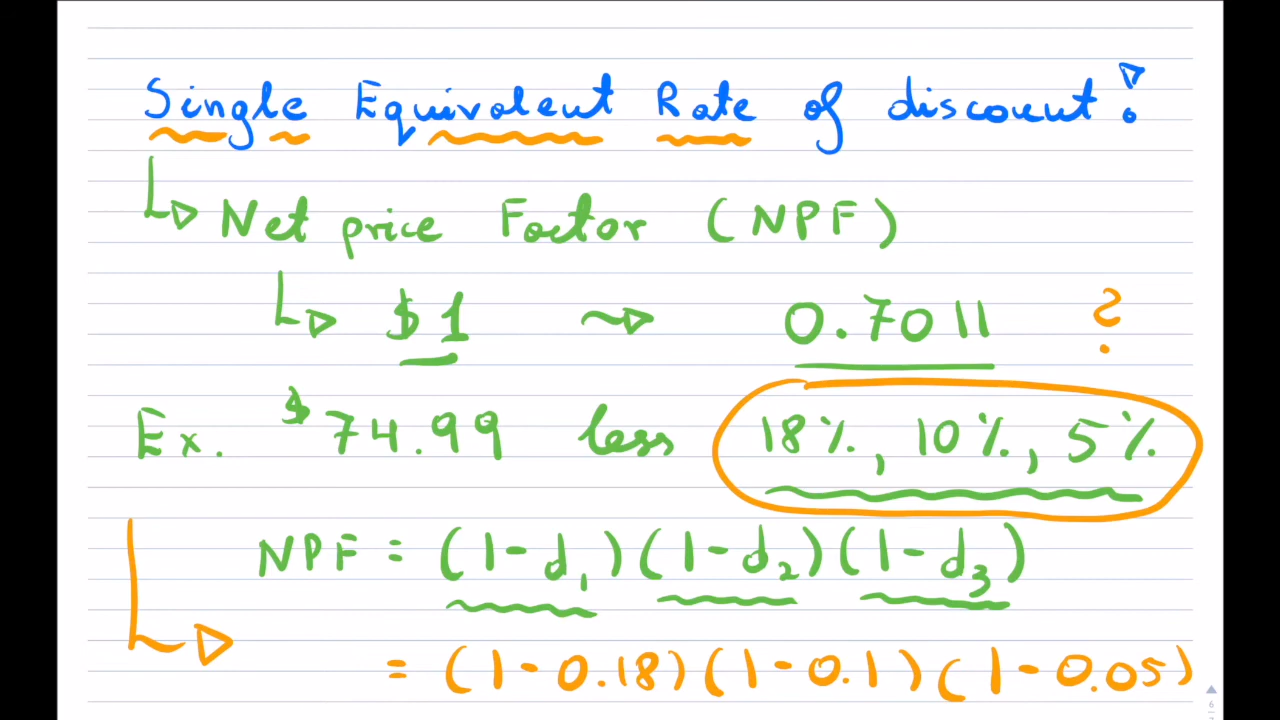 Single Equivalent Rate of discount:
Net price Factor (NPF)
$1 0.7011 ?
Ex. $74.99 less 18%, 10%, 5%.
NPF = (1-d₁)(1-d₂)(1-d₃)
= (1-0.18)(1-0.1)(1-0.05)
6